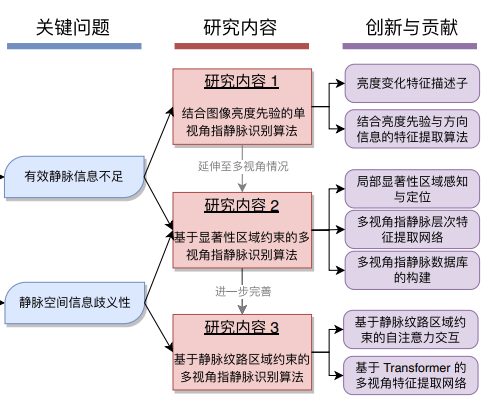 关键问题
研究内容
创新与贡献
有效静脉信息不足
静脉空间信息歧义性
研究内容 1
结合图像亮度先验的单
视角指静脉识别算法
延伸至多视角情况
研究内容 2
基于显著性区域约束的多
视角指静脉识别算法
进一步完善
研究内容 3
基于静脉纹路区域约束的
多视角指静脉识别算法
亮度变化特征描述子
结合亮度先验与方向
信息的特征提取算法
局部显著性区域感知
与定位
多视角指静脉层次特
征提取网络
多视角指静脉数据库
的构建
基于静脉纹路区域约
束的自注意力交互
基于 Transformer 的
多视角特征提取网络